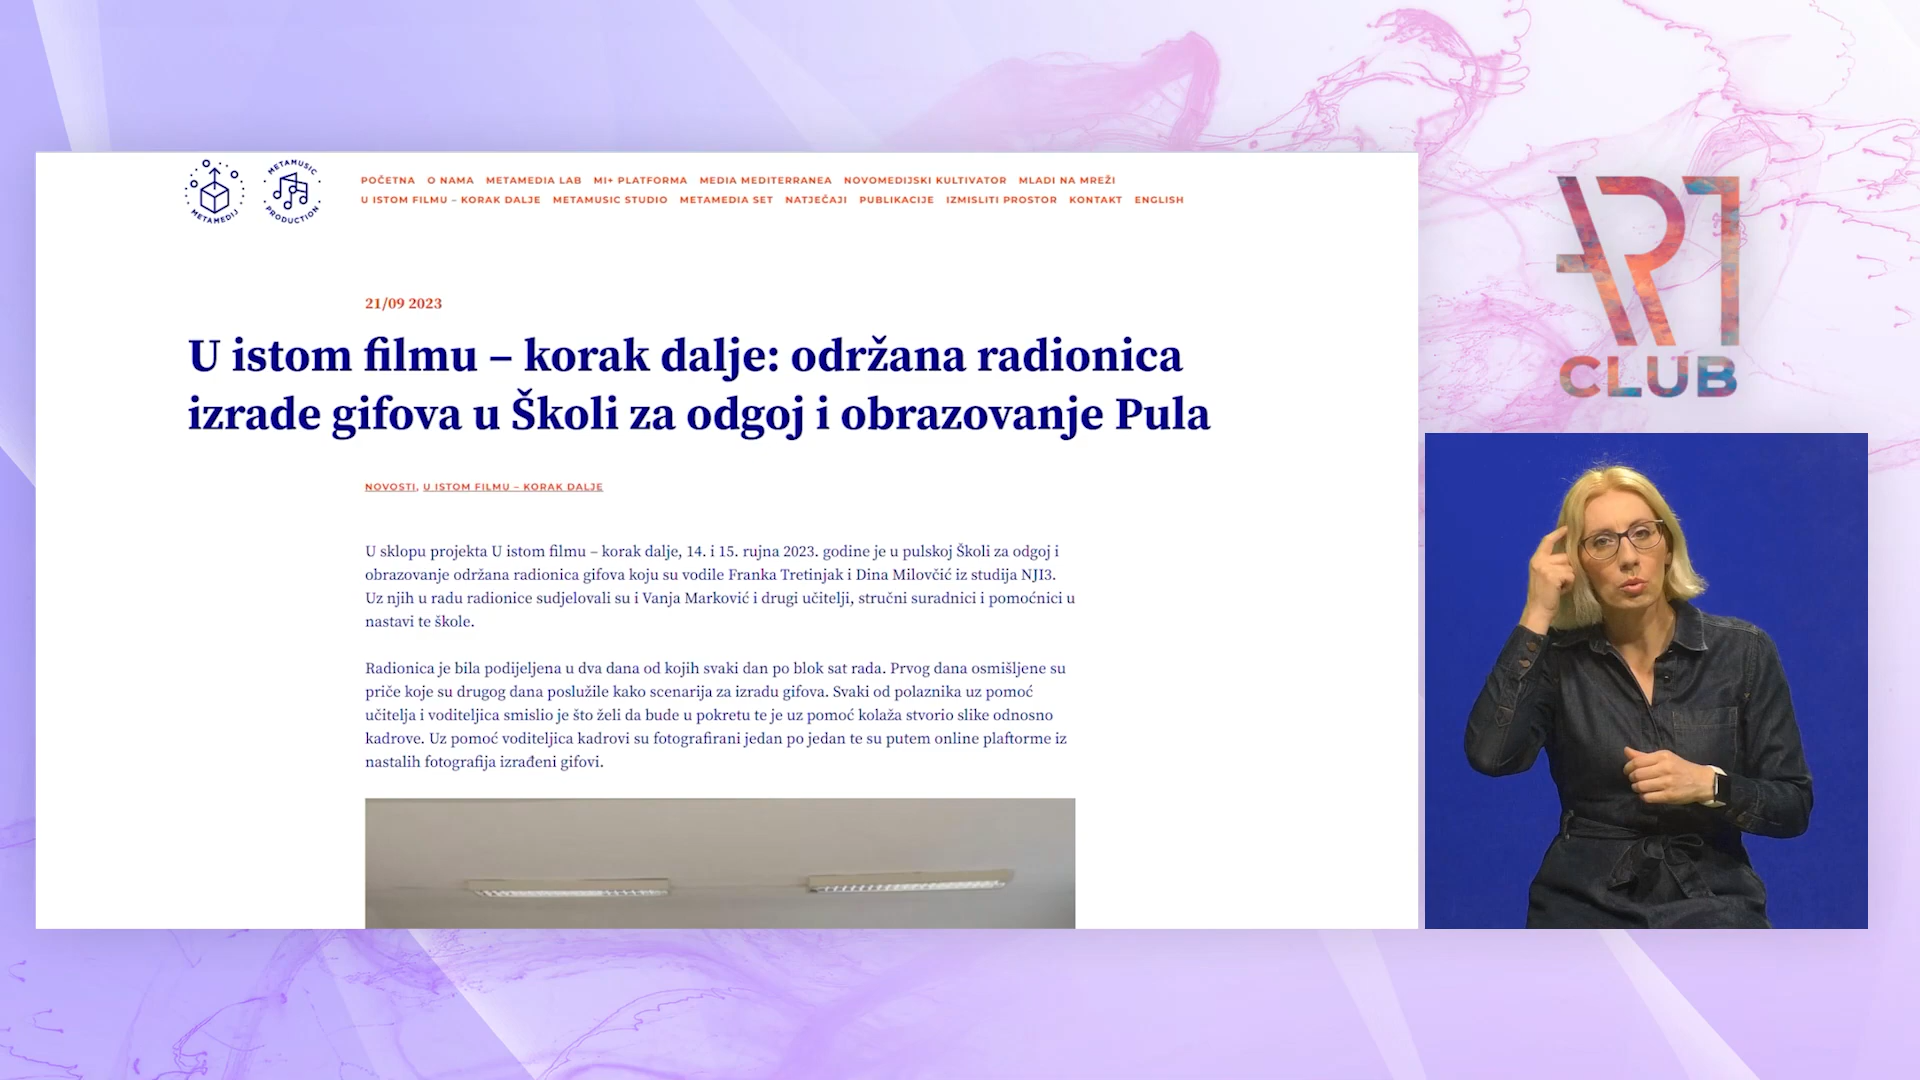 METAMEDIJ
METAMUSIC
PRODUCTION
POČETNA O NAMA METAMEDIA LAB MI+ PLATFORMA MEDIA MEDITERRANEA NOVOMEDIJSKI KULTIVATOR MLADI NA MREŽI
U ISTOM FILMU – KORAK DALJE METAMUSIC STUDIO METAMEDIA SET NATJEČAJI PUBLIKACIJE IZMISLITI PROSTOR KONTAKT ENGLISH
21/09 2023
U istom filmu – korak dalje: održana radionica
izrade gifova u Školi za odgoj i obrazovanje Pula
NOVOSTI, U ISTOM FILMU – KORAK DALJE
U sklopu projekta U istom filmu – korak dalje, 14. i 15. rujna 2023. godine je u pulskoj Školi za odgoj i
obrazovanje održana radionica gifova koju su vodile Franka Tretinjak i Dina Milovčić iz studija NJI3.
Uz njih u radu radionice sudjelovali su i Vanja Marković i drugi učitelji, stručni suradnici i pomoćnici u
nastavi te škole.
Radionica je bila podijeljena u dva dana od kojih svaki dan po blok sat rada. Prvog dana osmišljene su
priče koje su drugog dana poslužile kako scenarija za izradu gifova. Svaki od polaznika uz pomoć
učitelja i voditeljica smislio je što želi da bude u pokretu te je uz pomoć kolaža stvorio slike odnosno
kadrove. Uz pomoć voditeljica kadrovi su fotografirani jedan po jedan te su putem online plaftorme iz
nastalih fotografija izrađeni gifovi.
ART
CLUB